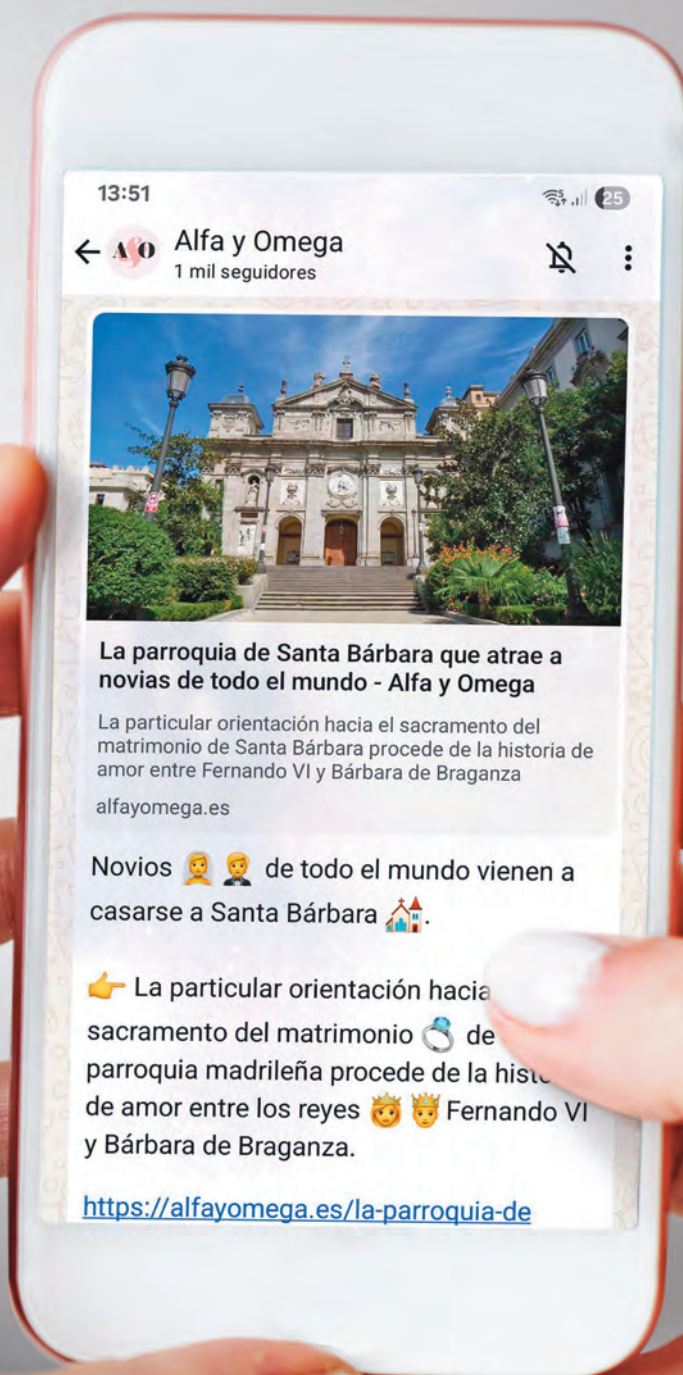 13:51
25
Alfa y Omega
1 mil seguidores
La parroquia de Santa Bárbara que atrae a
novias de todo el mundo - Alfa y Omega
La particular orientación hacia el sacramento del
matrimonio de Santa Bárbara procede de la historia de
amor entre Fernando VI y Bárbara de Braganza
alfayomega.es
Novios 👰 🤵 de todo el mundo vienen a
casarse a Santa Bárbara 💒.
👉 La particular orientación hacia
sacramento del matrimonio 💍 de
parroquia madrileña procede de la
de amor entre los reyes 👸 🤴 Fernando VI
y Bárbara de Braganza.
https://alfayomega.es/la-parroquia-de